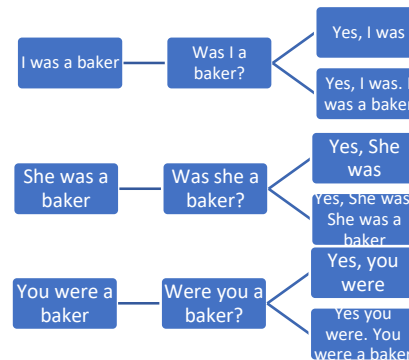 I was a baker
Was I a
baker?
Yes, I was
Yes, I was. I
was a baker
She was a
baker
Was she a
baker?
Yes, She
was
Yes, She was
She was a
baker
You were a
baker
Were you a
baker?
Yes, you
were
Yes you
were. You
were a baker